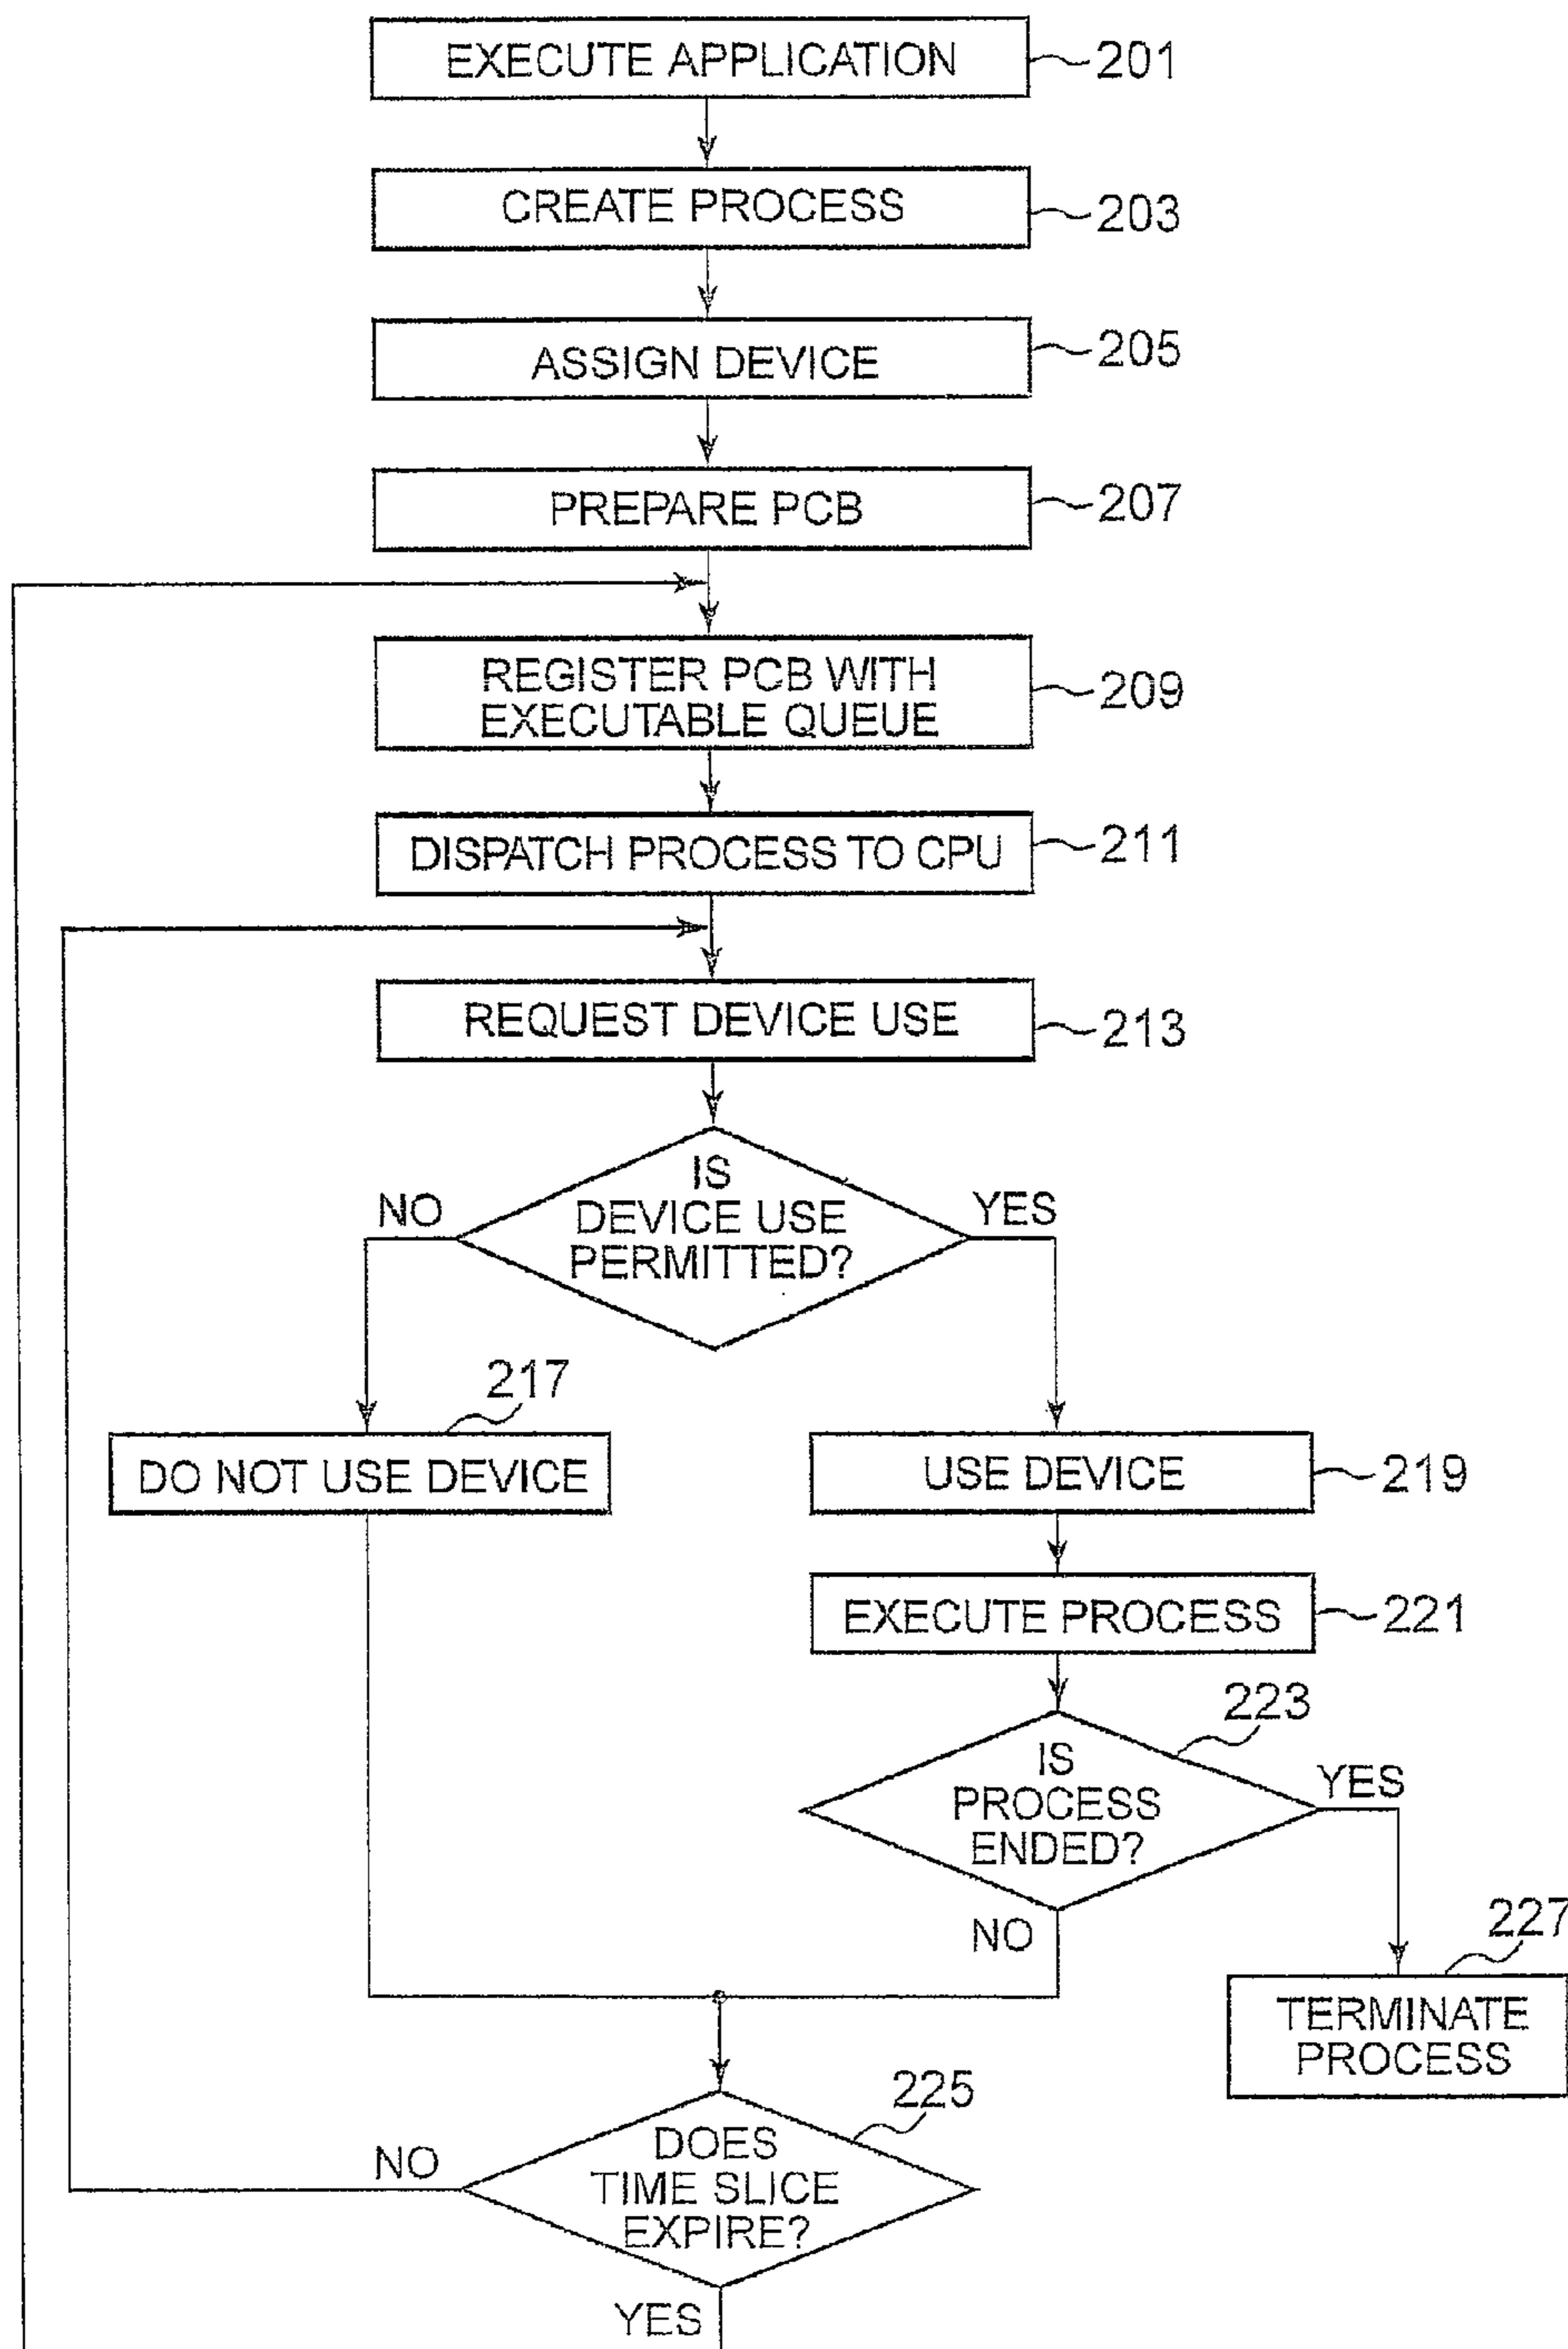 EXECUTE APPLICATION
201
CREATE PROCESS
203
ASSIGN DEVICE
205
PREPARE PCB
207
REGISTER PCB WITH
EXECUTABLE QUEUE
209
DISPATCH PROCESS TO CPU
211
REQUEST DEVICE USE
213
IS
DEVICE USE
PERMITTED?
NO
YES
217
DO NOT USE DEVICE
USE DEVICE
219
EXECUTE PROCESS
221
223
IS
PROCESS
ENDED?
YES
NO
227
TERMINATE
PROCESS
225
DOES
TIME SLICE
EXPIRE?
NO
YES